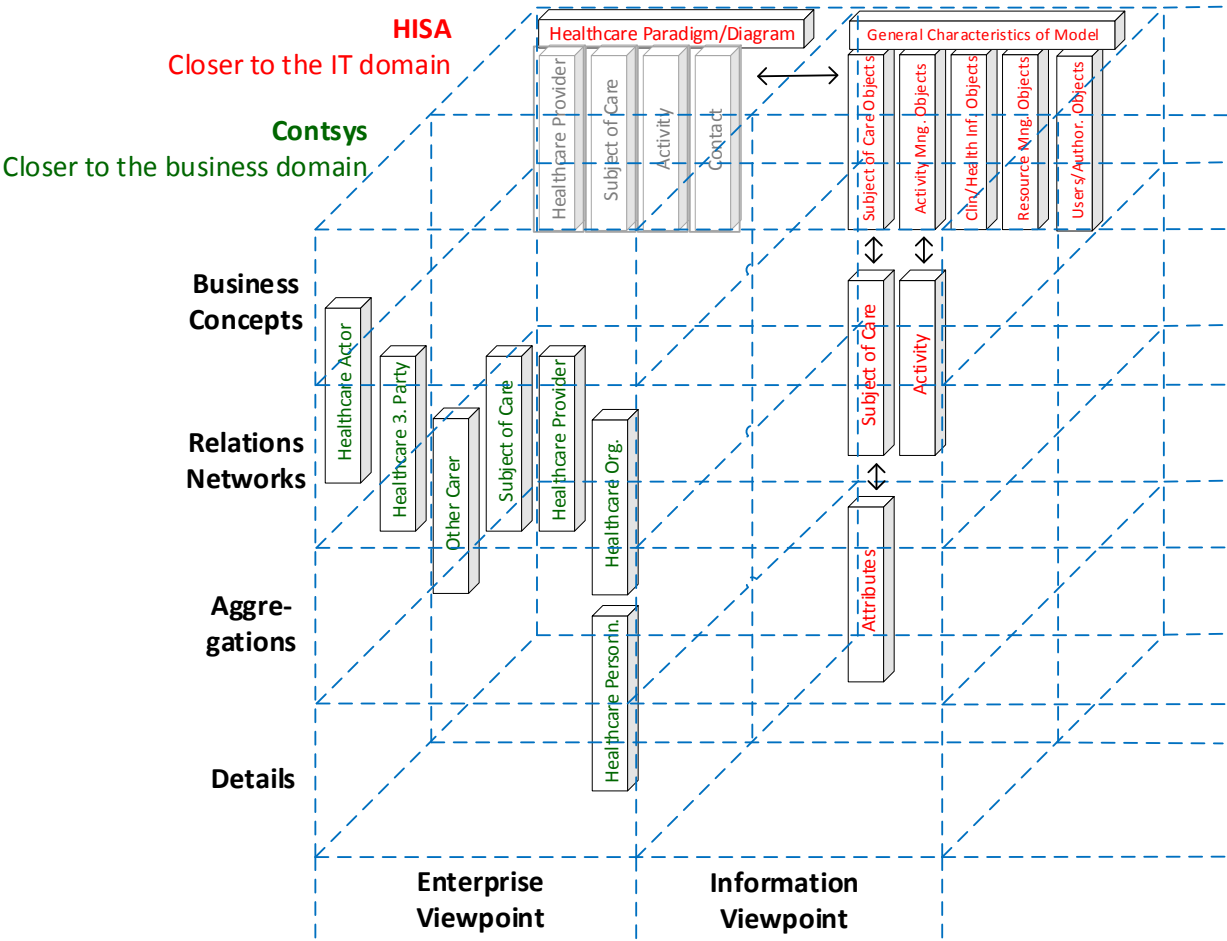 HISA
Closer to the IT domain
Contsys
Closer to the business domain
Healthcare Paradigm/Diagram
Healthcare Provider
Subject of Care
Activity
Contact
General Characteristics of Model
Subject of Care Objects
Activity Mng. Objects
Clin/Health Inf. Objects
Resource Mng. Objects
Users/Author. Objects
Business
Concepts
Healthcare Actor
Healthcare 3. Party
Other Carer
Subject of Care
Healthcare Provider
Healthcare Org.
Subject of Care
Activity
Relations
Networks
Attributes
Aggre-
gations
Healthcare Personn.
Details
Enterprise
Viewpoint
Information
Viewpoint